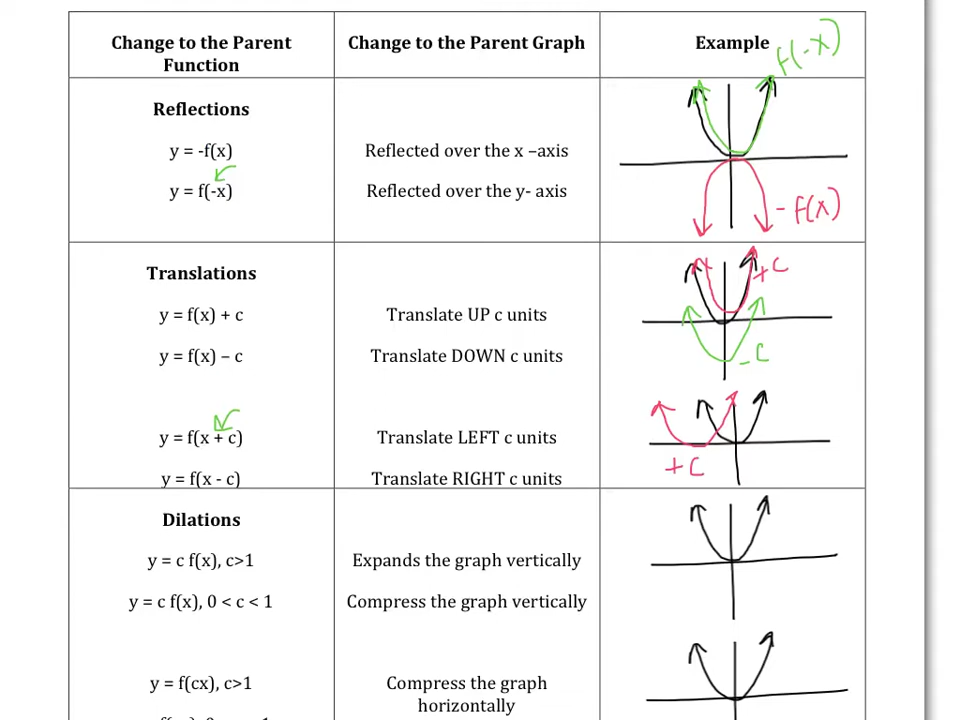 Change to the Parent Function
Change to the Parent Graph
Example
f(-x)
Reflections
y = -f(x)
Reflected over the x –axis
y = f(-x)
Reflected over the y- axis
- f(x)
Translations
+c
y = f(x) + c
Translate UP c units
y = f(x) – c
Translate DOWN c units
-c
y = f(x + c)
Translate LEFT c units
+c
y = f(x - c)
Translate RIGHT c units
Dilations
y = c f(x), c>1
Expands the graph vertically
y = c f(x), 0 < c < 1
Compress the graph vertically
y = f(cx), c>1
Compress the graph
horizontally